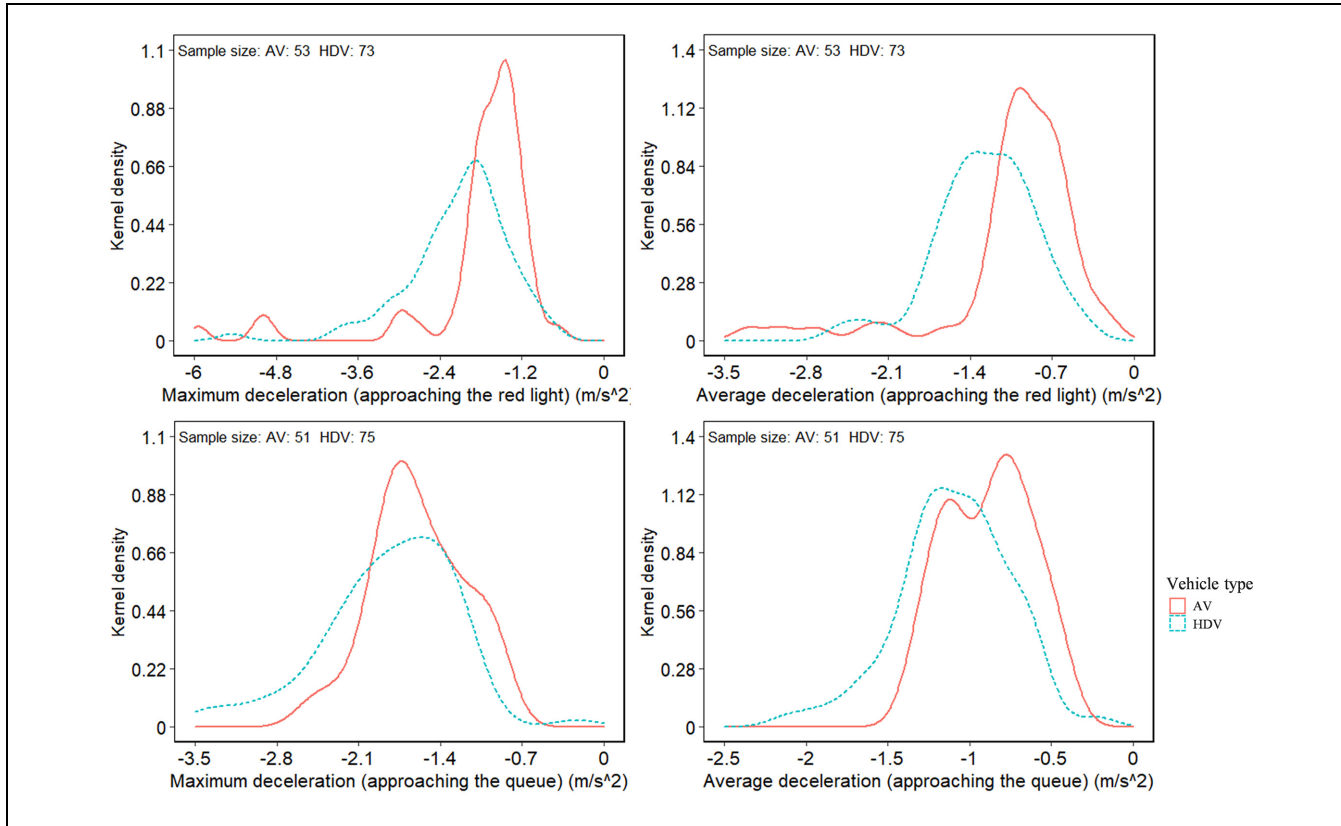 Sample size: AV: 53 HDV: 73
1.1
0.88
0.66
0.44
0.22
0
Kernel density
-6 -4.8 -3.6 -2.4 -1.2 0
Maximum deceleration (approaching the red light) (m/s^2)
Sample size: AV: 53 HDV: 73
1.4
1.12
0.84
0.56
0.28
0
Kernel density
-3.5 -2.8 -2.1 -1.4 -0.7 0
Average deceleration (approaching the red light) (m/s^2)
Sample size: AV: 51 HDV: 75
1.1
0.88
0.66
0.44
0.22
0
Kernel density
-3.5 -2.8 -2.1 -1.4 -0.7 0
Maximum deceleration (approaching the queue) (m/s^2)
Sample size: AV: 51 HDV: 75
1.4
1.12
0.84
0.56
0.28
0
Kernel density
-2.5 -2 -1.5 -1 -0.5 0
Average deceleration (approaching the queue) (m/s^2)
Vehicle type
AV
HDV